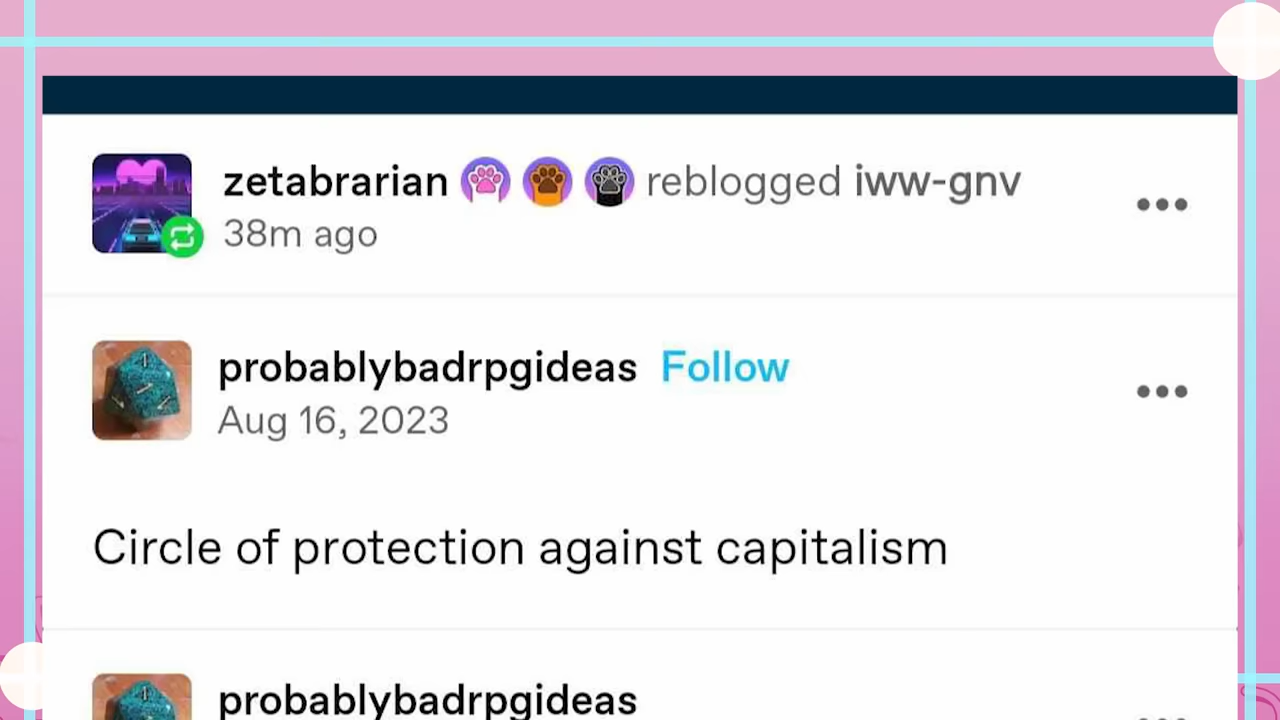 zetabrarian reblogged iww-gnv
38m ago
probablybadrpgideas Follow
Aug 16, 2023
Circle of protection against capitalism
probablybadrpgideas